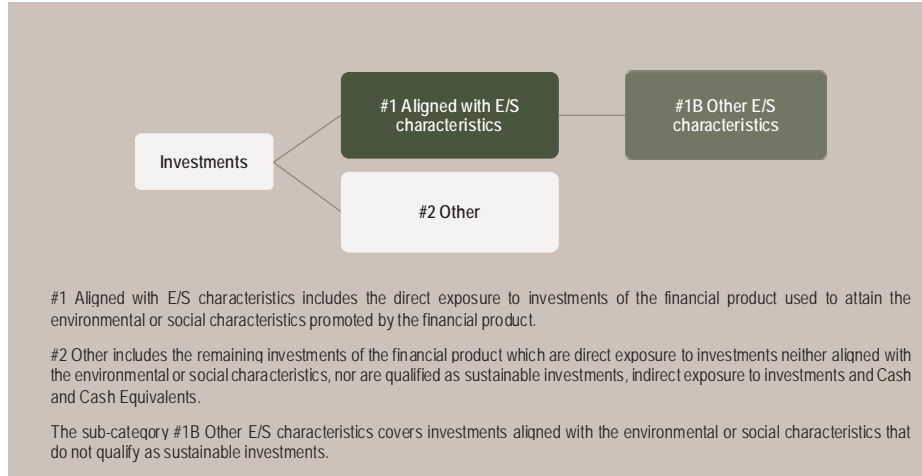 #1 Aligned with E/S
characteristics
#1B Other E/S
characteristics
Investments
#2 Other
#1 Aligned with E/S characteristics includes the direct exposure to investments of the financial product used to attain the
environmental or social characteristics promoted by the financial product.
#2 Other includes the remaining investments of the financial product which are direct exposure to investments neither aligned with
the environmental or social characteristics, nor are qualified as sustainable investments, indirect exposure to investments and Cash
and Cash Equivalents.
The sub-category #1B Other E/S characteristics covers investments aligned with the environmental or social characteristics that
do not qualify as sustainable investments.